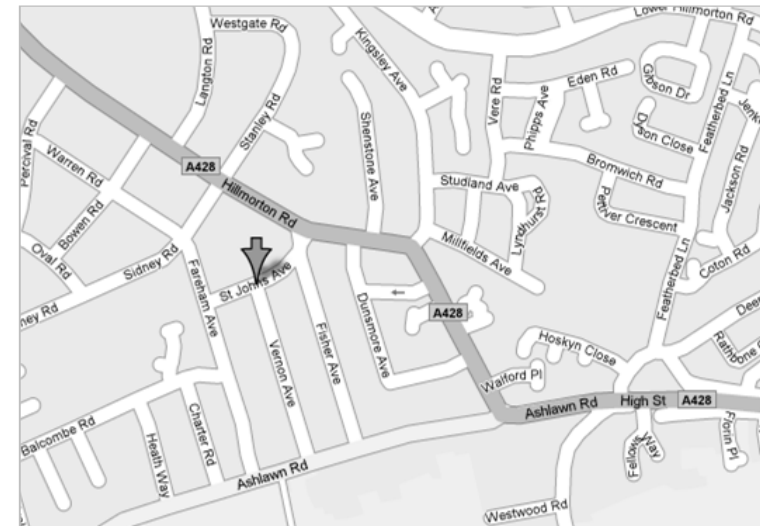 Westgate Rd
Lower Hillmorton Rd
Kingsley Ave
Langton Rd
Eden Rd
Gibson Dr
Vere Rd
Phipps Ave
Featherbed Ln
Stanley Rd
Shenstone Ave
Dyson Close
Percival Rd
Warren Rd
A428
Bromwich Rd
Jackson Rd
Studland Ave
Hillmorton Rd
Lyndhurst Rd
Pettiver Crescent
Bowen Rd
Millfields Ave
Oval Rd
Sidney Rd
Coton Rd
Featherbed Ln
St Johns Ave
Fareham Ave
Dunsmore Ave
A428
Fisher Ave
Vernon Ave
Hoskyn Close
Walford Pl
Ashlawn Rd
High St
A428
Balcombe Rd
Charter Rd
Heath Way
Fellows Way
Florin Pl
Ashlawn Rd
Westwood Rd